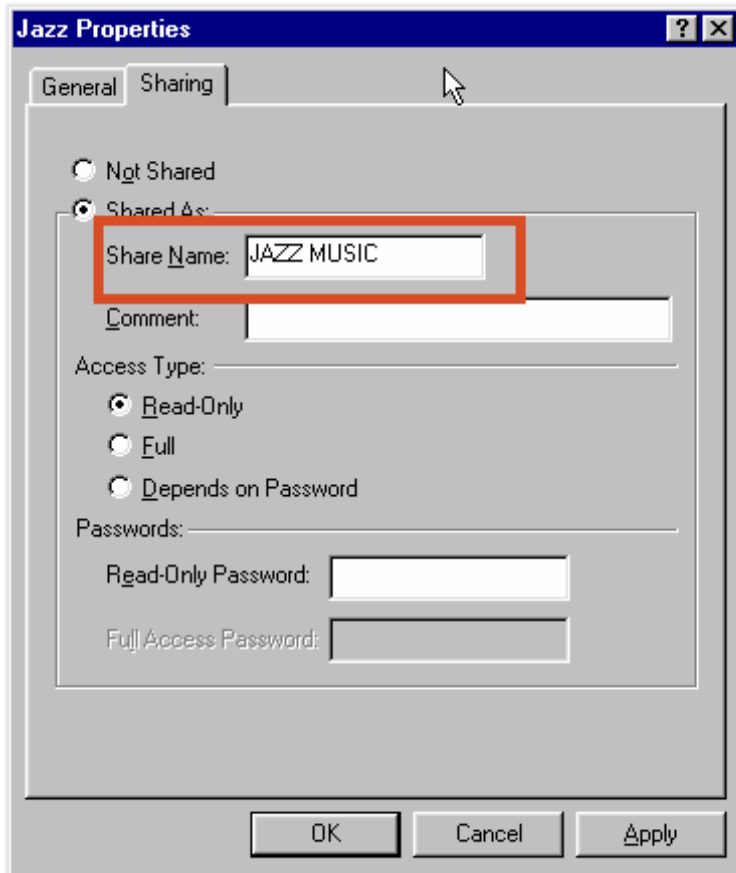 Jazz Properties
General Sharing
Not Shared
Shared As:
Share Name: JAZZ MUSIC
Comment:
Access Type:
Read-Only
Full
Depends on Password
Passwords:
Read-Only Password:
Full Access Password:
OK Cancel Apply